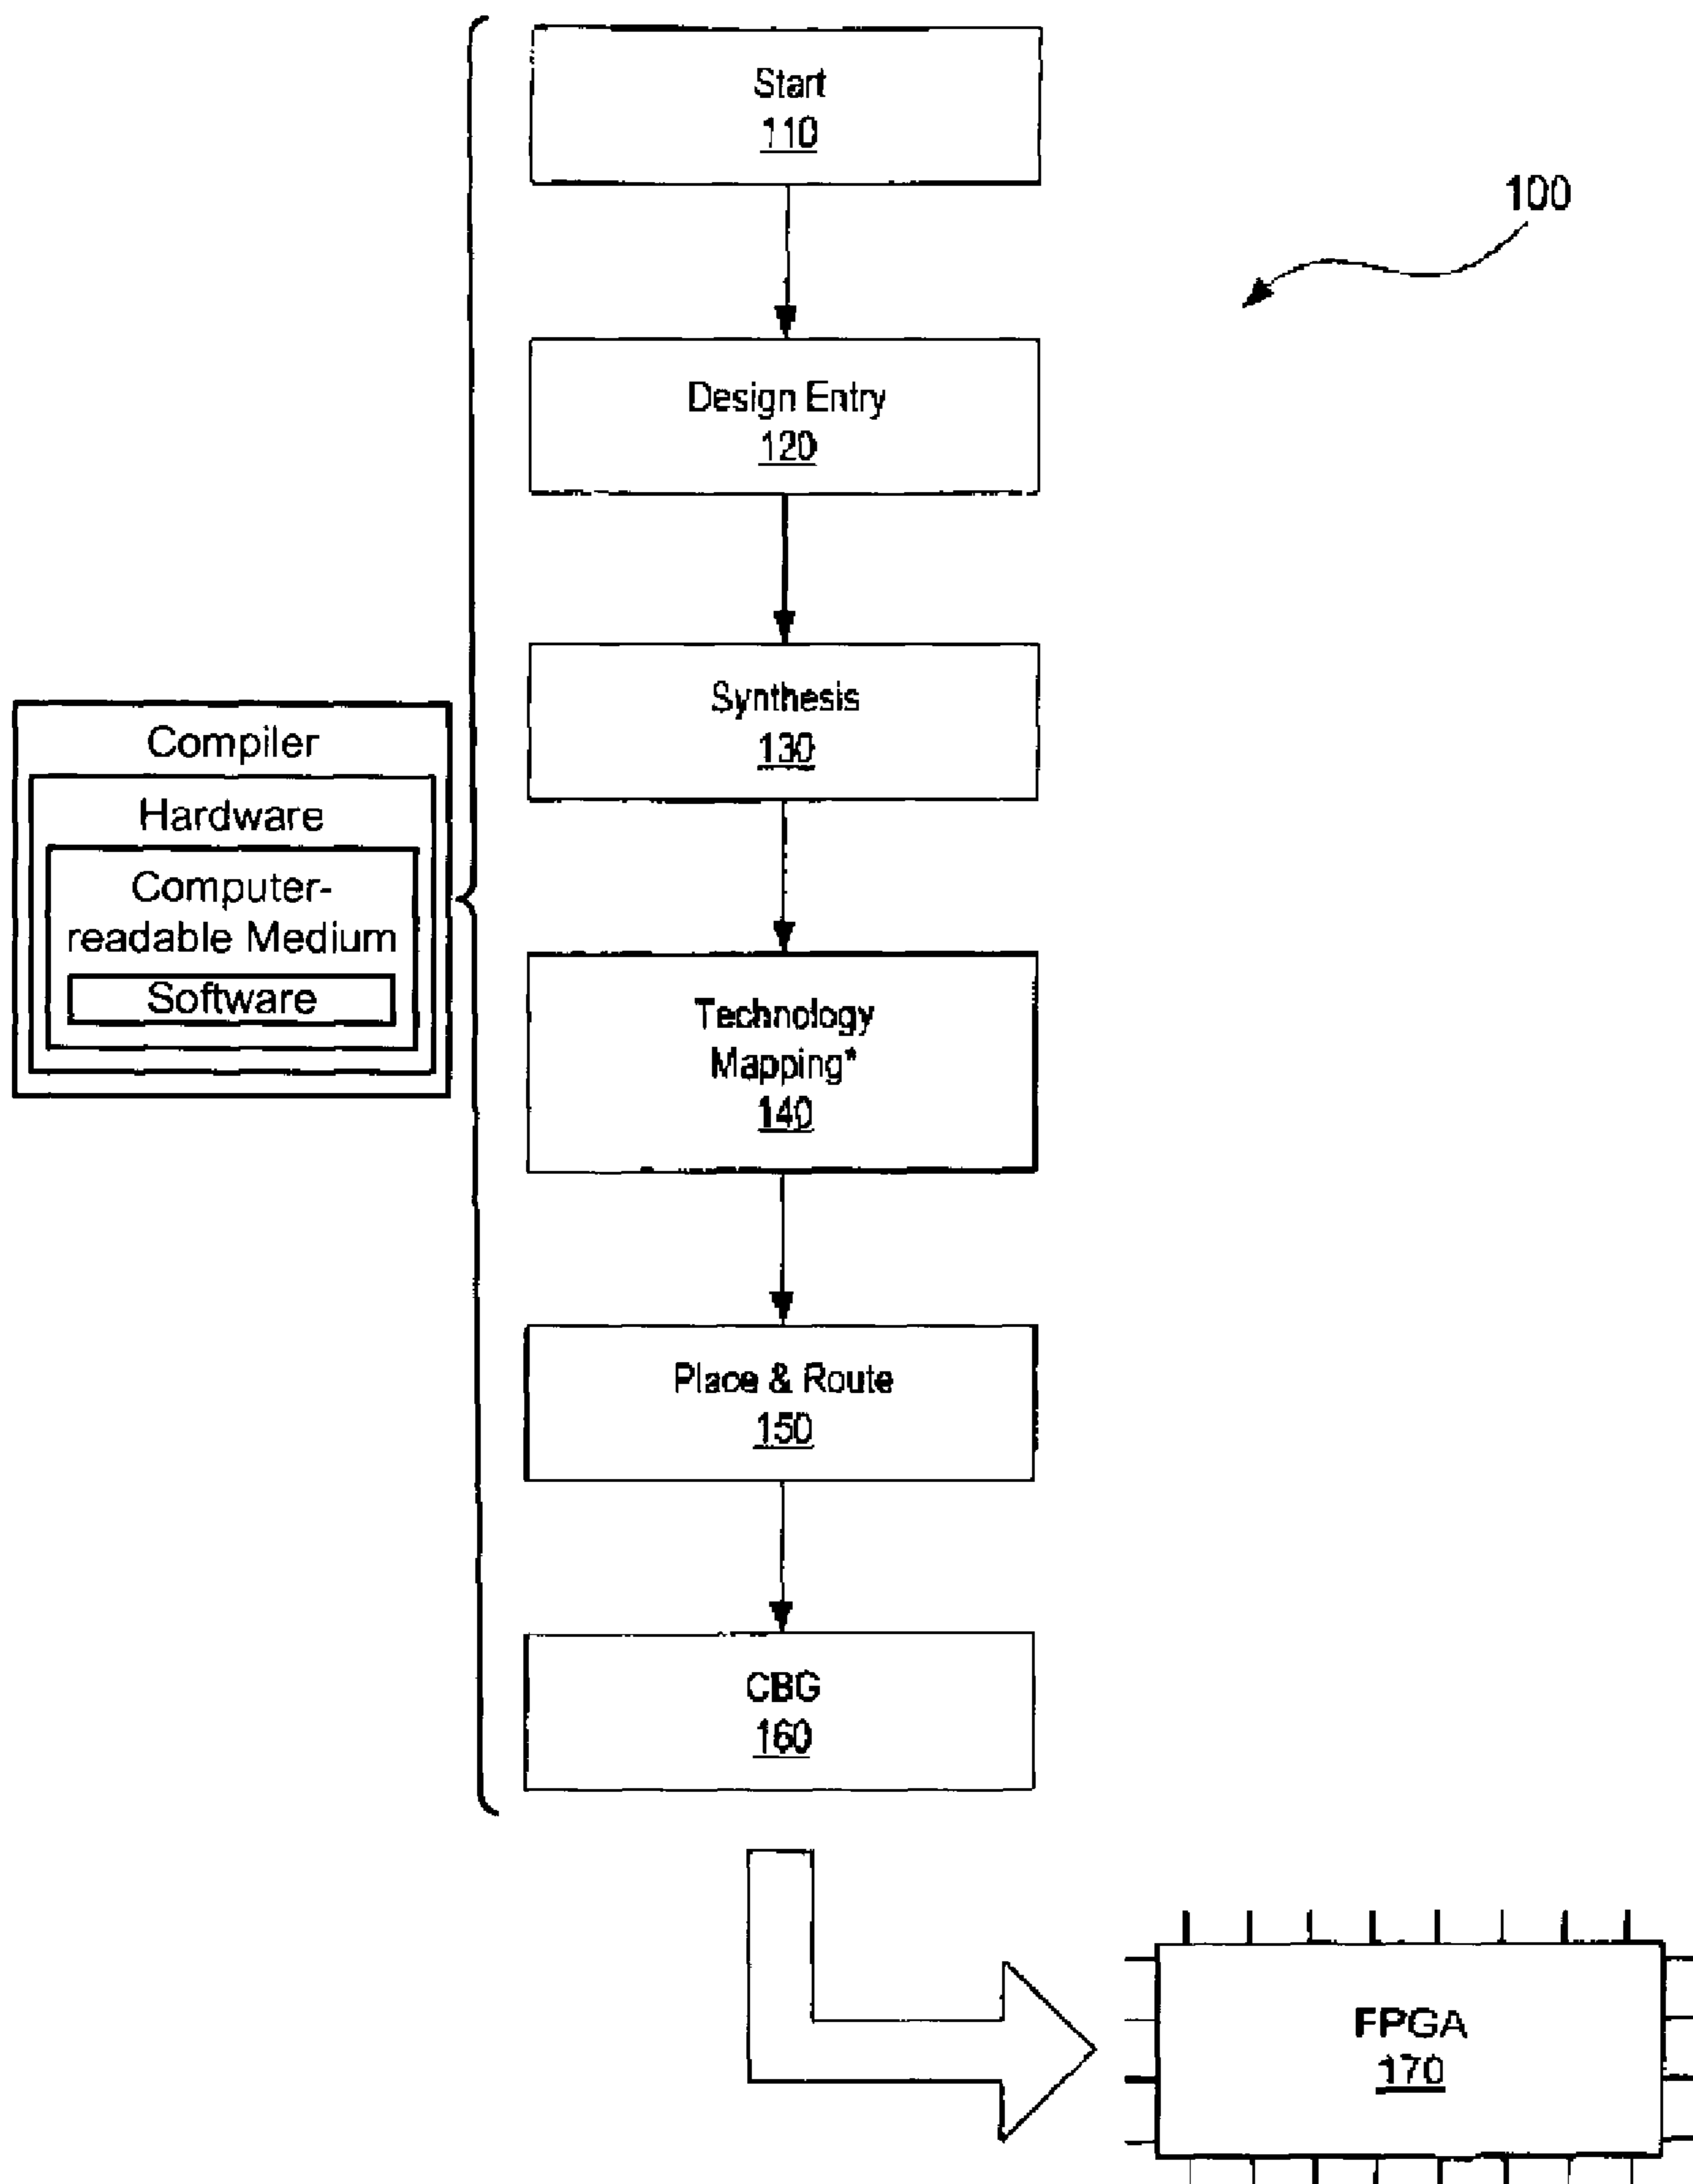 Start
110
100
Design Entry
120
Synthesis
130
Compiler
Hardware
Computer-
readable Medium
Software
Technology
Mapping*
140
Place & Route
150
CBG
160
FPGA
170